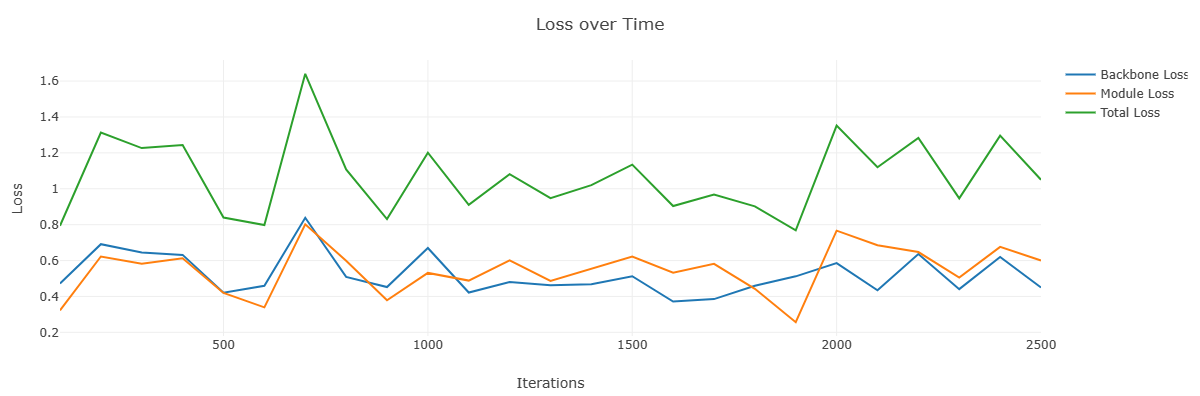 Loss over Time
Backbone Loss
Module Loss
Total Loss
Loss
1.6
1.4
1.2
1
0.8
0.6
0.4
0.2
500
1000
1500
2000
2500
Iterations